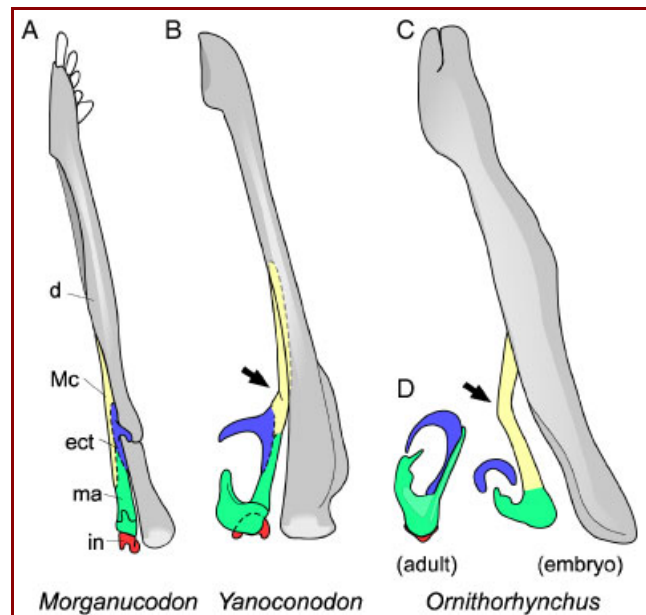 A
B
C
d
Mc
D
ect
ma
in
(adult)
(embryo)
Morganucodon
Yanoconodon
Ornithorhynchus